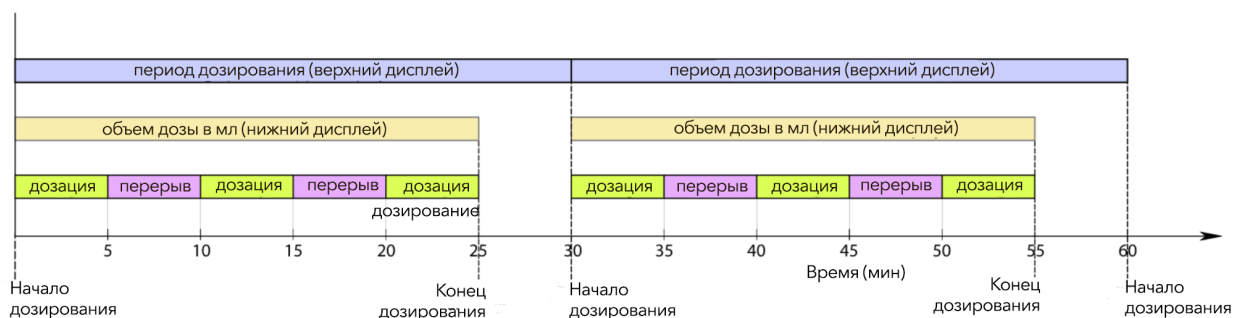 период дозирования (верхний дисплей) период дозирования (верхний дисплей)
объем дозы в мл (нижний дисплей) объем дозы в мл (нижний дисплей)
дозация перерыв дозация перерыв дозация дозация перерыв дозация перерыв дозация
дозирование
5 10 15 20 25 30 35 40 45 50 55 60
Время (мин)
Начало
дозирования
Конец
дозирования
Начало
дозирования
Конец
дозирования
Начало
дозирования